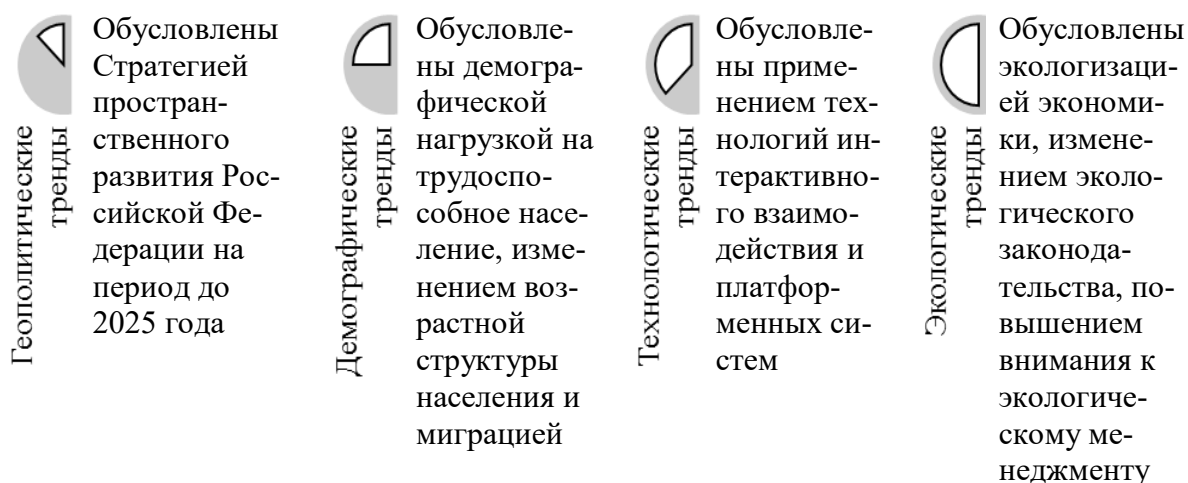 Геополитические
тренды
Обусловлены
Стратегией
простран-
ственного
развития Рос-
сийской Фе-
дерации на
период до
2025 года
Демографические
тренды
Обусловле-
ны демогра-
фической
нагрузкой на
трудоспо-
собное насе-
ление, изме-
нением воз-
растной
структуры
населения и
миграцией
Технологические
тренды
Обусловле-
ны приме-
нением тех-
нологий ин-
терактивно-
го взаимо-
действия и
платфор-
менных си-
стем
Экологические
тренды
Обусловлены
экологизаци-
ей экономи-
ки, измене-
нием эколо-
гического
законода-
тельства, по-
вышением
внимания к
экологиче-
скому ме-
неджменту